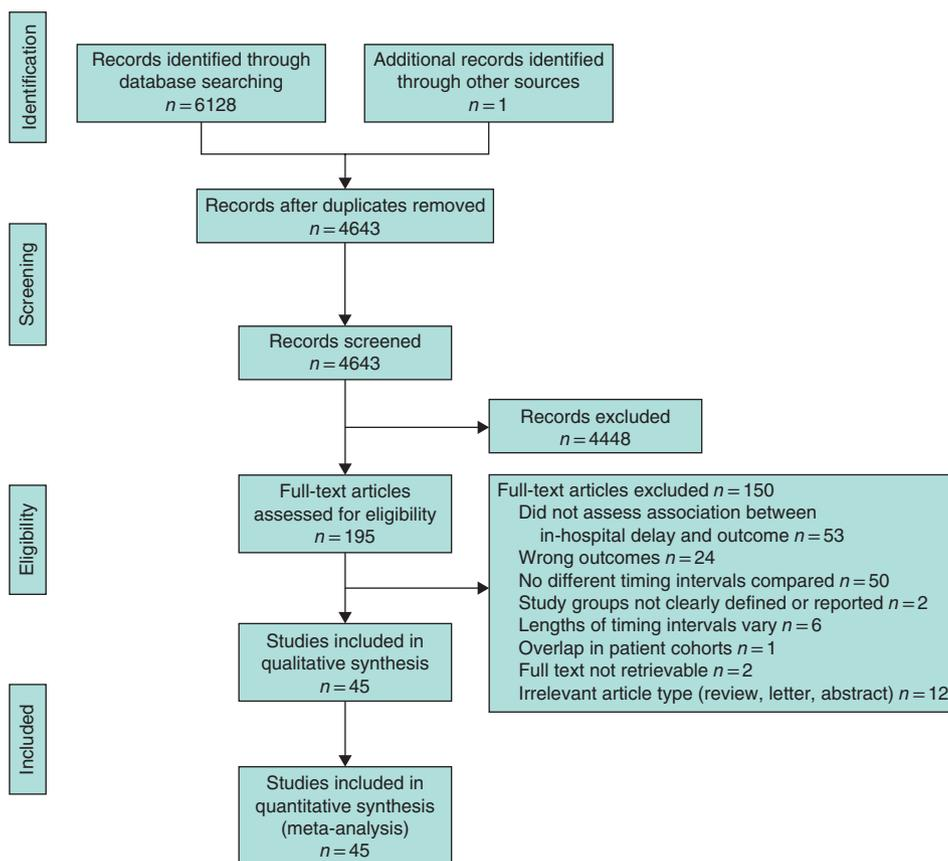 Identification
Records identified through
database searching
n = 6128
Additional records identified
through other sources
n = 1
Records after duplicates removed
n = 4643
Screening
Records screened
n = 4643
Records excluded
n = 4448
Eligibility
Full-text articles
assessed for eligibility
n = 195
Full-text articles excluded n = 150
Did not assess association between
in-hospital delay and outcome n = 53
Wrong outcomes n = 24
No different timing intervals compared n = 50
Study groups not clearly defined or reported n = 2
Lengths of timing intervals vary n = 6
Overlap in patient cohorts n = 1
Full text not retrievable n = 2
Irrelevant article type (review, letter, abstract) n = 12
Studies included in
qualitative synthesis
n = 45
Included
Studies included in
quantitative synthesis
(meta-analysis)
n = 45